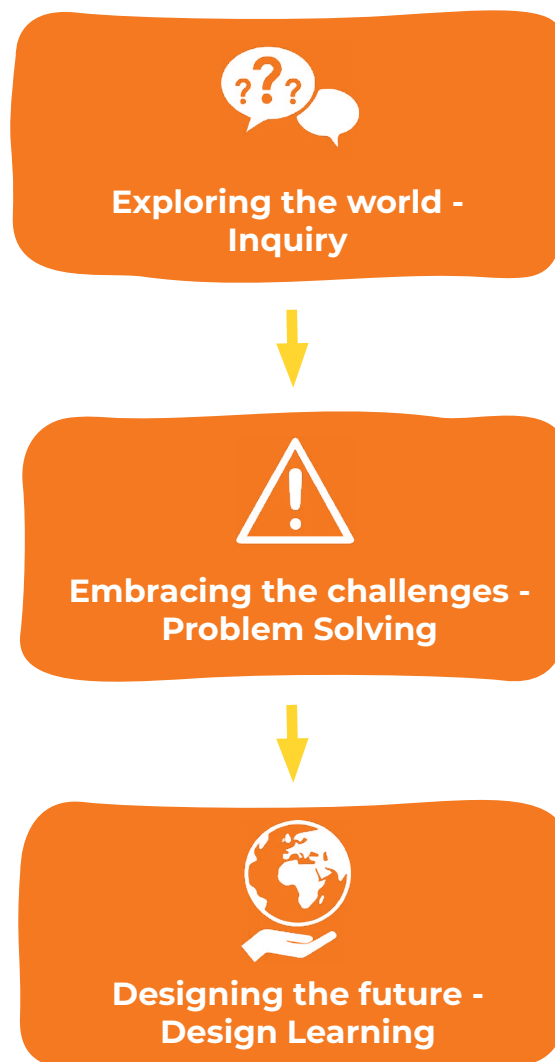 ???
Exploring the world -
Inquiry
!
Embracing the challenges -
Problem Solving
Designing the future -
Design Learning